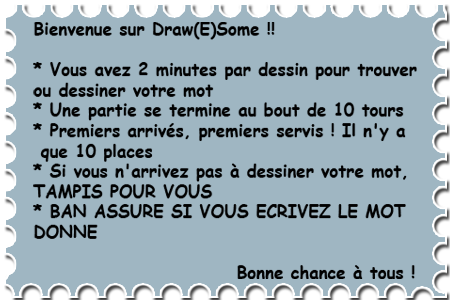 Bienvenue sur Draw(E)Some !!
* Vous avez 2 minutes par dessin pour trouver
ou dessiner votre mot
* Une partie se termine au bout de 10 tours
* Premiers arrivés, premiers servis ! Il n'y a
que 10 places
* Si vous n'arrivez pas à dessiner votre mot,
TAMPIS POUR VOUS
* BAN ASSURE SI VOUS ECRIVEZ LE MOT
DONNE
Bonne chance à tous !